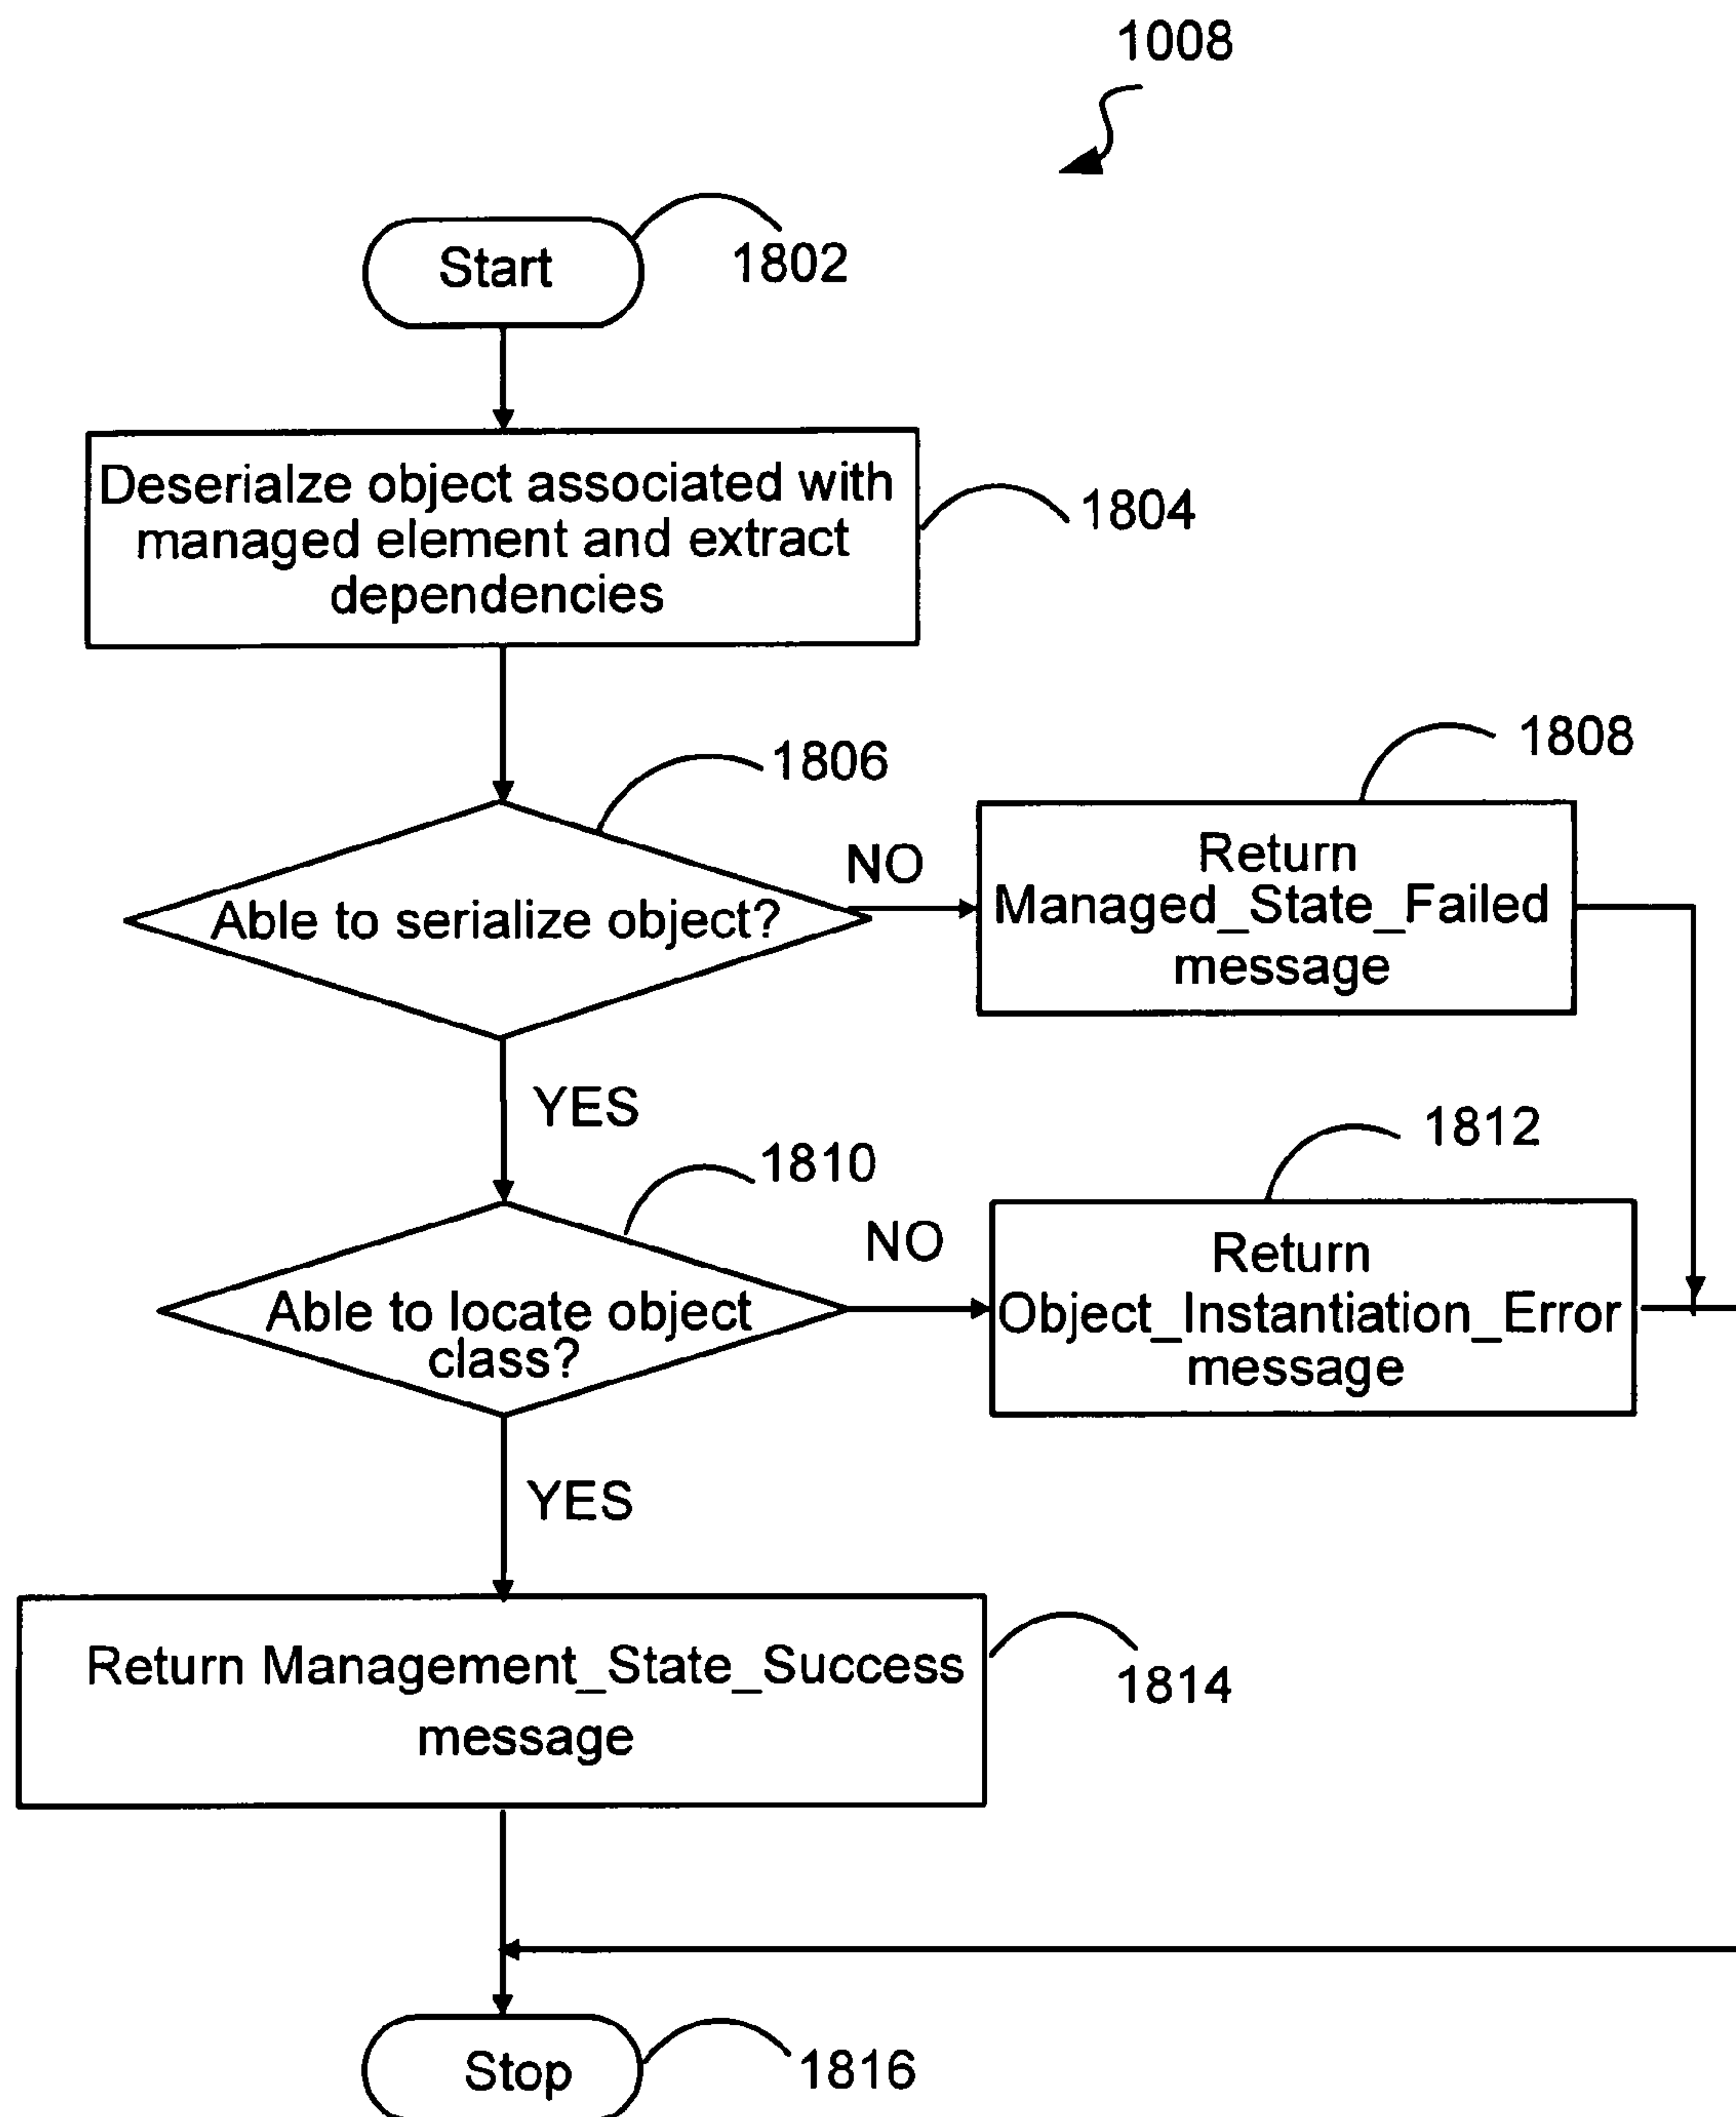 1008
Start
1802
Deserialze object associated with
managed element and extract
dependencies
1804
1806
1808
Able to serialize object?
NO
Return
Managed_State_Failed
message
YES
1810
1812
Able to locate object
class?
NO
Return
Object_Instantiation_Error
message
YES
Return Management_State_Success
message
1814
Stop
1816